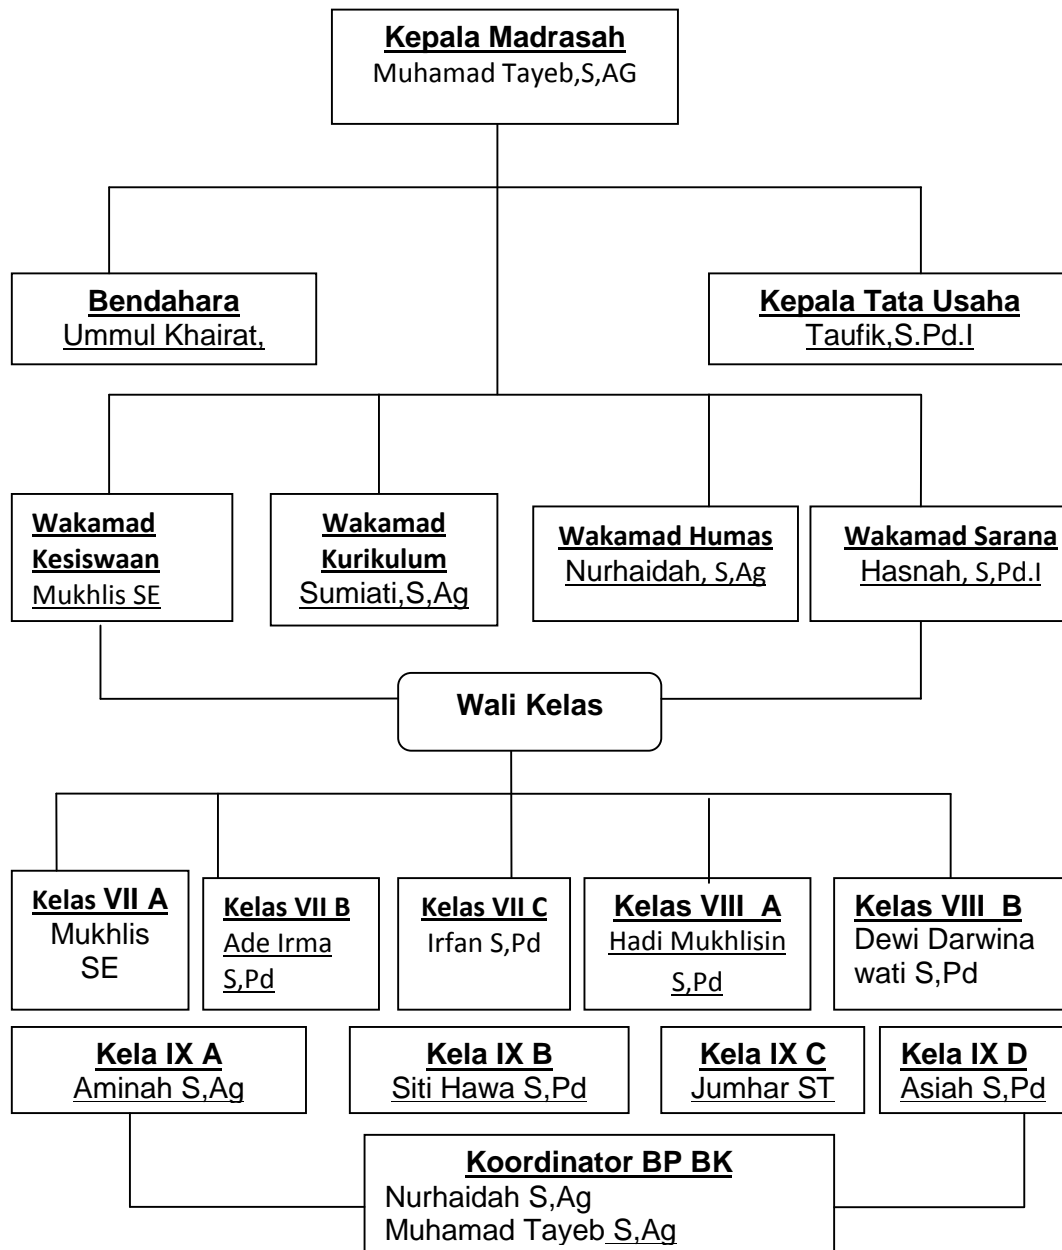 Kepala Madrasah
Muhamad Tayeb,S,AG
Bendahara
Ummul Khairat,
Kepala Tata Usaha
Taufik,S.Pd.I
Wakamad
Kesiswaan
Mukhlis SE
Wakamad
Kurikulum
Sumiati,S,Ag
Wakamad Humas
Nurhaidah, S,Ag
Wakamad Sarana
Hasnah, S,Pd.I
Wali Kelas
Kelas VII A
Mukhlis
SE
Kelas VII B
Ade Irma
S,Pd
Kelas VII C
Irfan S,Pd
Kelas VIII A
Hadi Mukhlisin
S,Pd
Kelas VIII B
Dewi Darwina
wati S,Pd
Kela IX A
Aminah S,Ag
Kela IX B
Siti Hawa S,Pd
Kela IX C
Jumhar ST
Kela IX D
Asiah S,Pd
Koordinator BP BK
Nurhaidah S,Ag
Muhamad Tayeb S,Ag